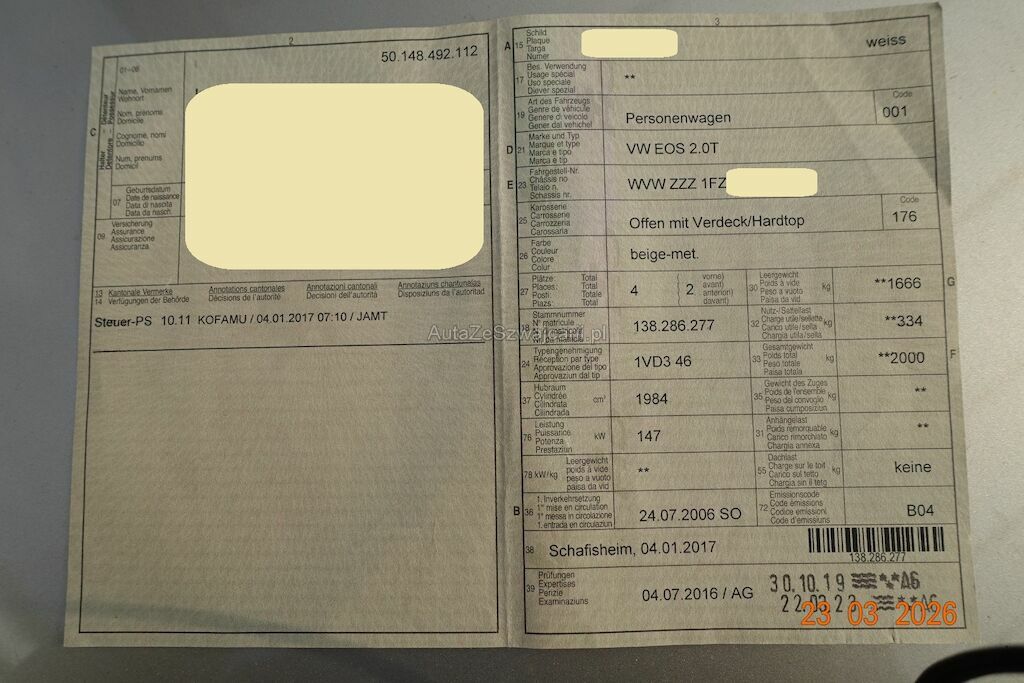 2
50.148.492.112
01–06
Name, Vornamen
Wohnort
Nom, prénoms
Domicile
Cognome, nomi
Domicilio
Num, prenums
Domicil
C
Halter
Détenteur
07
Geburtsdatum
Date de naissance
Data di nascita
Data da nasch.
09
Versicherung
Assurance
Assicurazione
Assicuranza
13 Kantonale Vermerke
Annotations cantonales
Annotazioni cantonali
Annotaziuns chantunalas
14 Verfügungen der Behörde
Décisions de l'autorité
Decisioni dell'autorità
Disposiziuns da l'autoritad
Steuer-PS 10.11 KOFAMU / 04.01.2017 07:10 / JAMT
3
A 15 Schild
Plaque
Targa
Numer
weiss
17 Bes. Verwendung
Usage spécial
Uso speciale
Diever spezial
**
19 Art des Fahrzeugs
Genre de véhicule
Genere di veicolo
Gener dal vehichel
Personenwagen
Code
001
D 21 Marke und Typ
Marque et type
Marca e tipo
Marca e tip
VW EOS 2.0T
E 23 Fahrgestell-Nr.
Châssis no
Telaio n.
Schassis nr.
WVW ZZZ 1FZ
25 Karosserie
Carrosserie
Carrozzeria
Carossaria
Offen mit Verdeck/Hardtop
Code
176
26 Farbe
Couleur
Colore
Colur
beige-met.
27 Plätze: Total
Places: Total
Posti: Totale
Plazs: Total
4
( 2
vorne)
avant)
anteriori)
davant)
30 Leergewicht
Poids à vide
Peso a vuoto
Paisa da vid
kg
**1666
G
18 Stammnummer
N° matricule
138.286.277
32 Nutz-/Sattellast
Charge utile/sellette
Carico utile/sella
Chargia utila/sella
kg
**334
AutaZeSzwajcarii.pl
24 Typengenehmigung
Réception par type
Approvazione del tipo
Approvaziun dal tip
1VD3 46
33 Gesamtgewicht
Poids total
Peso totale
Paisa totala
kg
**2000
F
37 Hubraum
Cylindrée
Cilindrata
Cilindrada
cm³
1984
35 Gewicht des Zuges
Poids de l'ensemble
Peso del convoglio
Paisa cumposiziun
kg
**
76 Leistung
Puissance
Potenza
Prestaziun
kW
147
31 Anhängelast
Poids remorquable
Carico rimorchiato
Chargia annexa
kg
**
78 kW/kg
Leergewicht
poids à vide
peso a vuoto
paisa da vid
**
55 Dachlast
Charge sur le toit
Carico sul tetto
Chargia sin il tetg
kg
keine
B 36 1. Inverkehrsetzung
1re mise en circulation
1a messa in circolazione
1. entrada en circulaziun
24.07.2006 SO
72 Emissionscode
Code émissions
Codice emissioni
Code d'emissiuns
B04
38 Schafisheim, 04.01.2017
138.286.277
39 Prüfungen
Expertises
Perizie
Examinaziuns
04.07.2016 / AG
30.10.19 AG
22.03.22 AG
23 03 2026